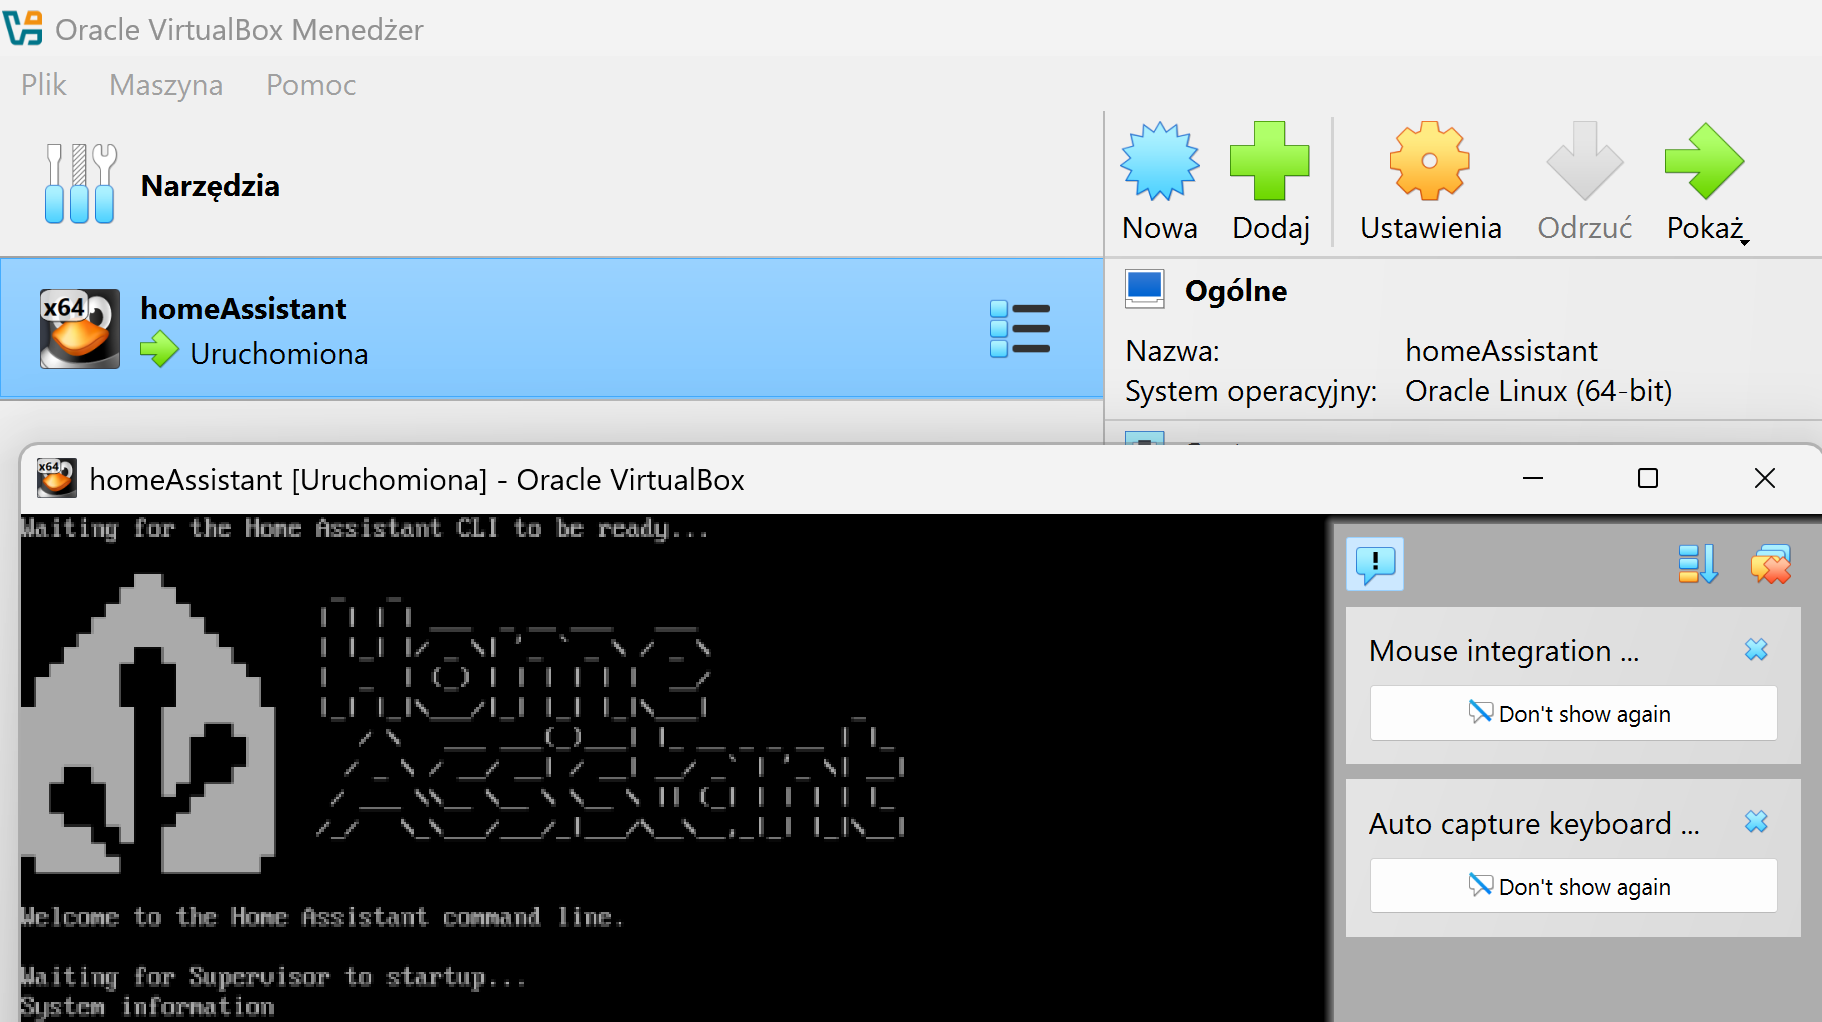 Oracle VirtualBox Menedżer
Plik Maszyna Pomoc
Narzędzia
Nowa Dodaj Ustawienia Odrzuć Pokaż
x64
homeAssistant
Uruchomiona
Ogólne
Nazwa: homeAssistant
System operacyjny: Oracle Linux (64-bit)
x64
homeAssistant [Uruchomiona] - Oracle VirtualBox
Waiting for the Home Assistant CLI to be ready...
Home
Assistant
Welcome to the Home Assistant command line.
Waiting for Supervisor to startup...
System information
Mouse integration ...
Don't show again
Auto capture keyboard ...
Don't show again